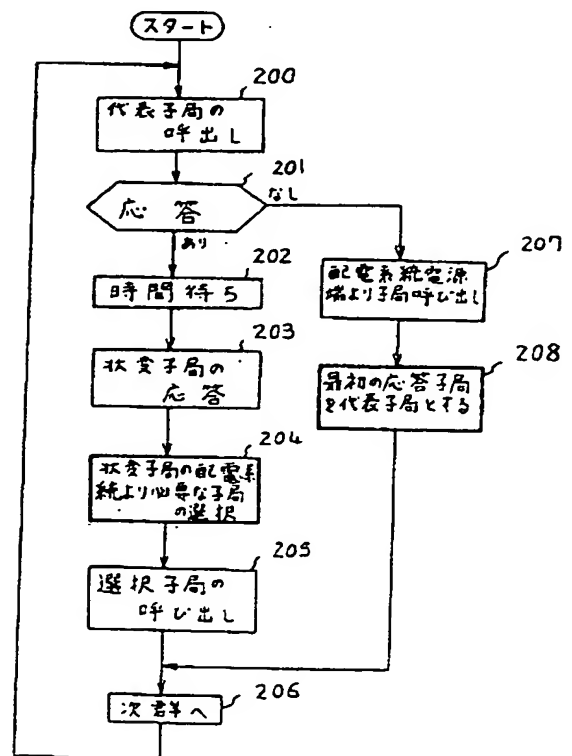 スタート
200
代表子局の
呼出し
201
応答
なし
あり
202
時間待ち
203
状変子局の
応答
204
状変子局の配電系
統より必要な子局
の選択
205
選択子局の
呼び出し
206
次群へ
207
配電系統電源
端より子局呼び出し
208
最初の応答子局
を代表子局とする